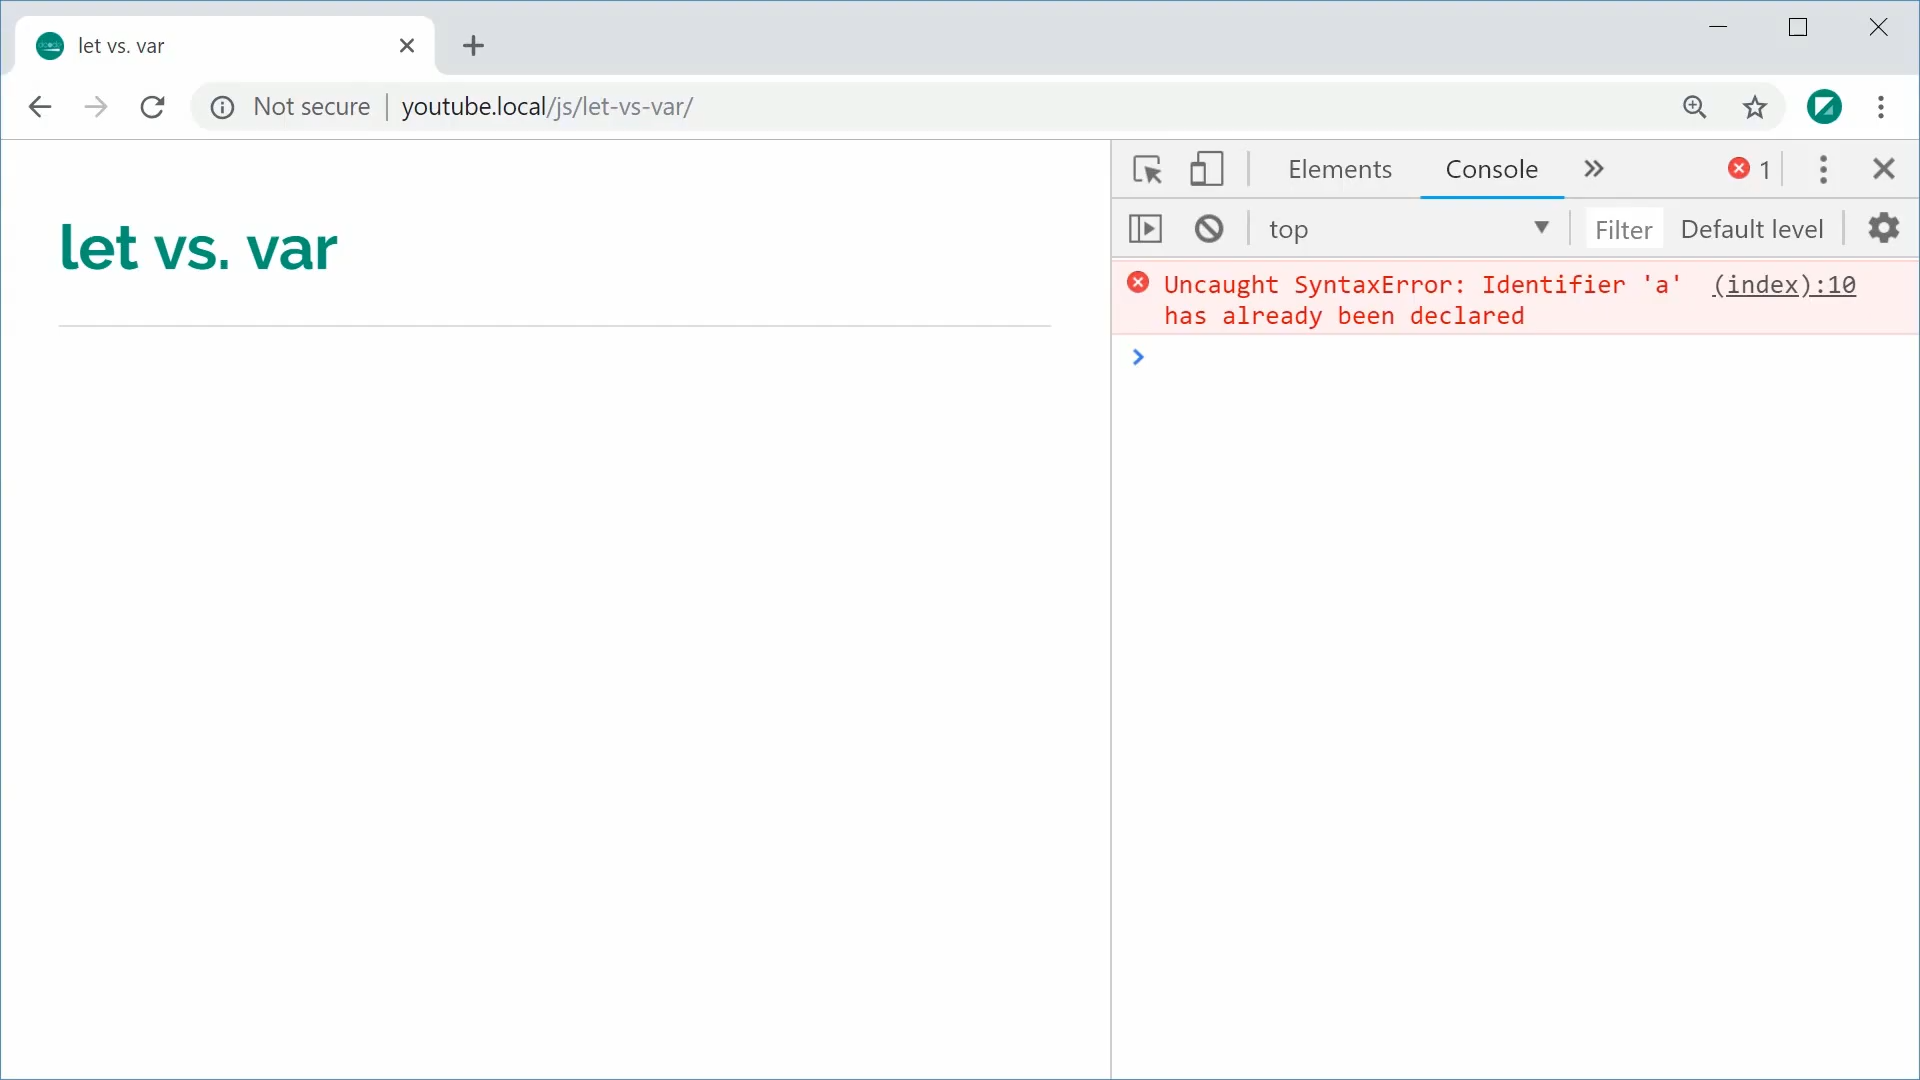 let vs. var
Not secure youtube.local/js/let-vs-var/
let vs. var
Elements Console 1
top Filter Default level
Uncaught SyntaxError: Identifier 'a' (index):10
has already been declared